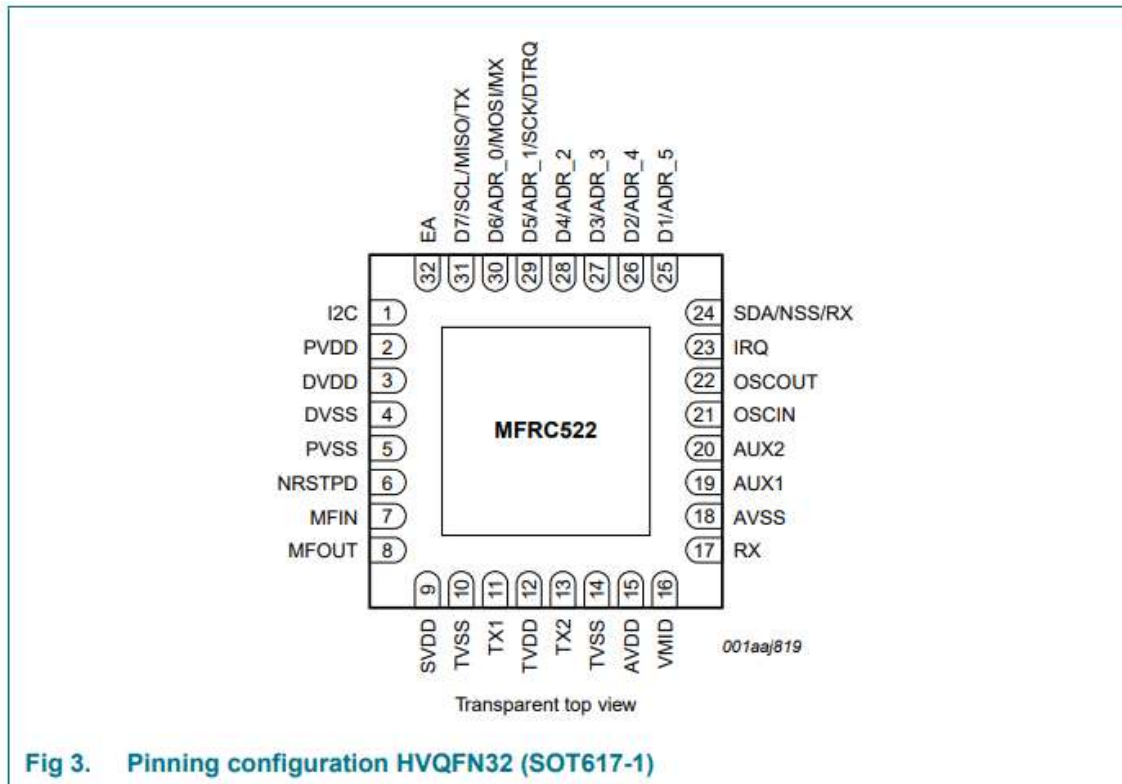 EA
D7/SCL/MISO/TX
D6/ADR_0/MOSI/MX
D5/ADR_1/SCK/DTRQ
D4/ADR_2
D3/ADR_3
D2/ADR_4
D1/ADR_5
32 31 30 29 28 27 26 25
I2C 1
PVDD 2
DVDD 3
DVSS 4
PVSS 5
NRSTPD 6
MFIN 7
MFOUT 8
MFRC522
24 SDA/NSS/RX
23 IRQ
22 OSCOUT
21 OSCIN
20 AUX2
19 AUX1
18 AVSS
17 RX
9 10 11 12 13 14 15 16
SVDD
TVSS
TX1
TVDD
TX2
TVSS
AVDD
VMID
001aaj819
Transparent top view
Fig 3. Pinning configuration HVQFN32 (SOT617-1)